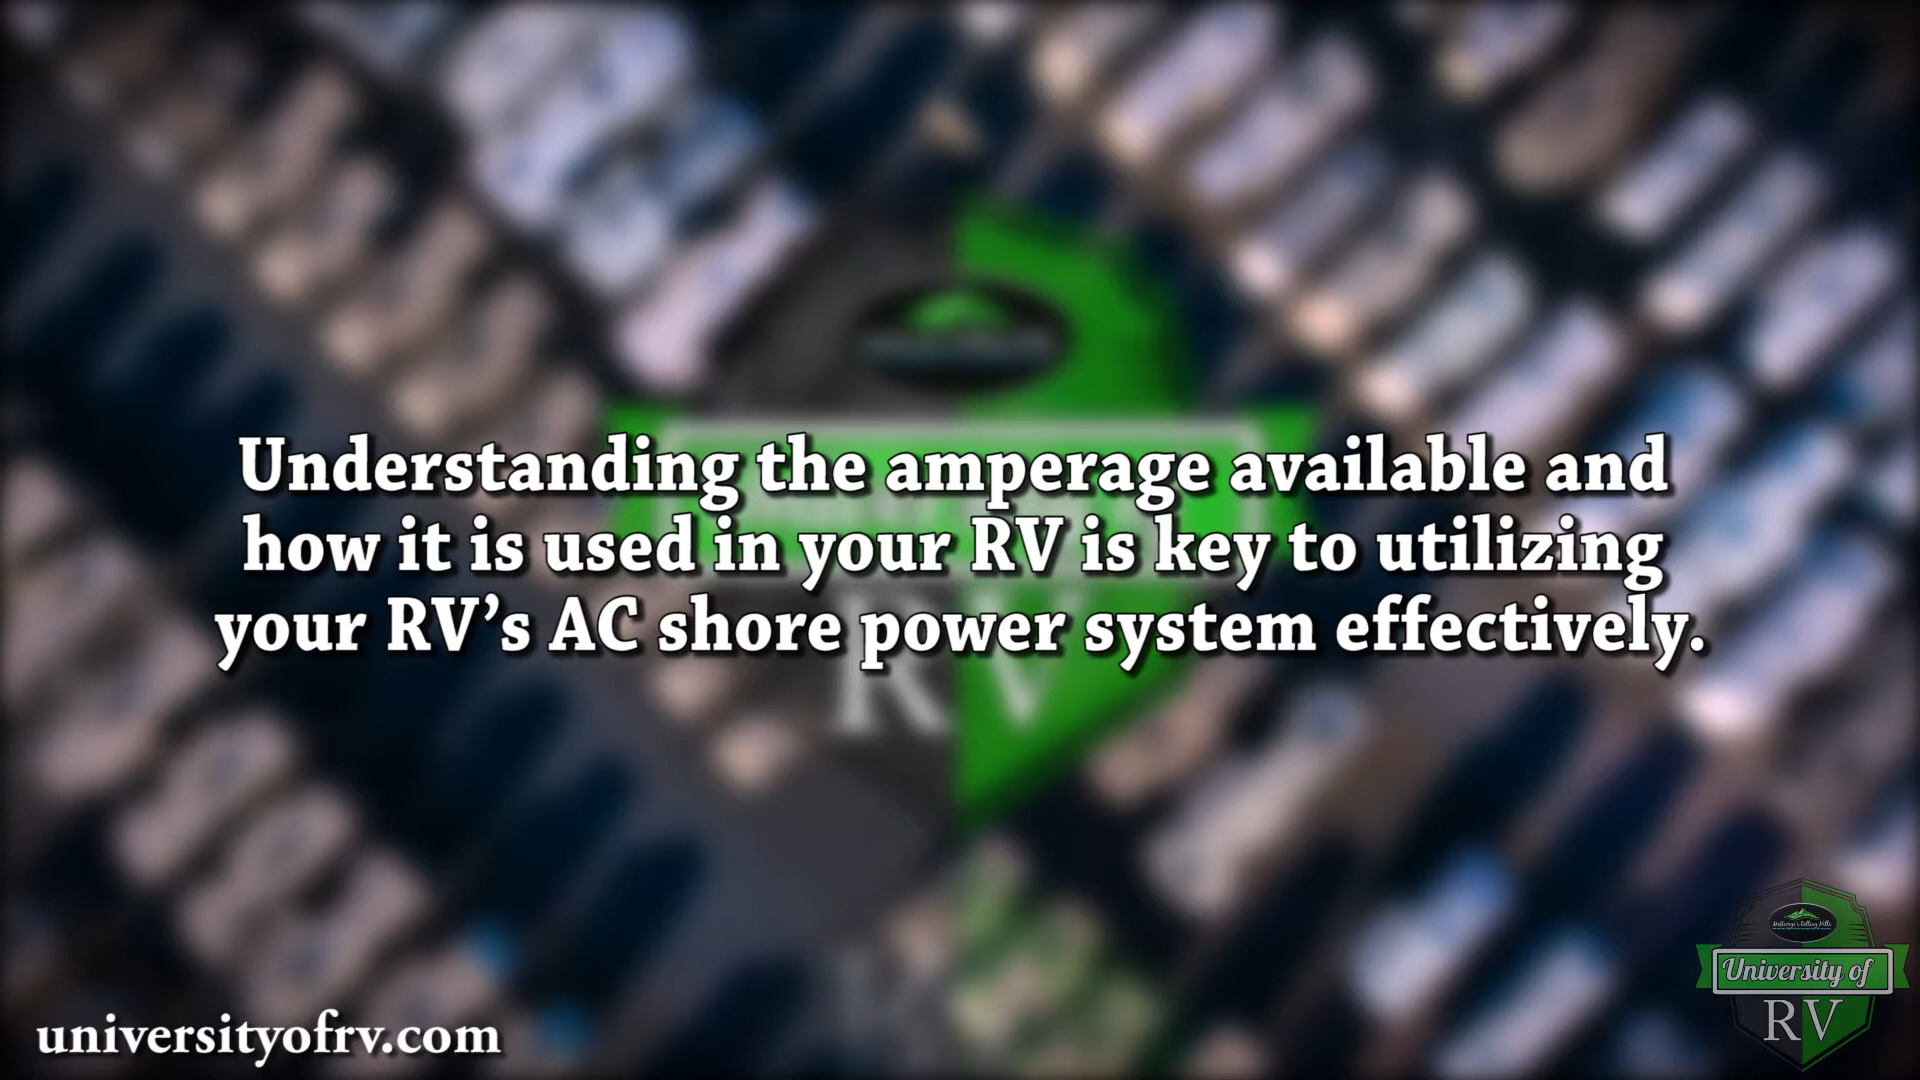 Understanding the amperage available and
how it is used in your RV is key to utilizing
your RV’s AC shore power system effectively.
RV
universityofrv.com
University of
RV